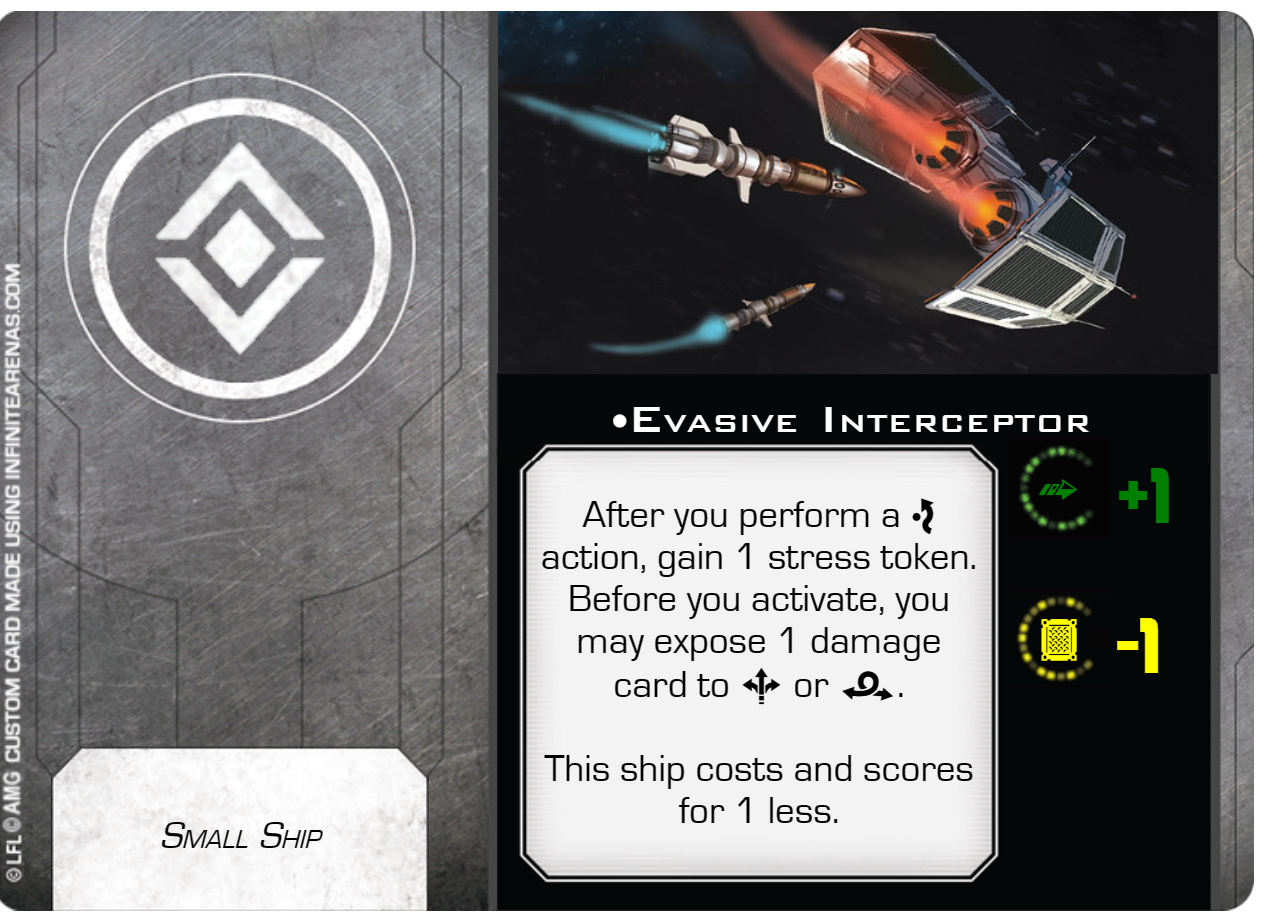 •Evasive Interceptor
After you perform a
action, gain 1 stress token.
Before you activate, you
may expose 1 damage
card to or .
This ship costs and scores
for 1 less.
+1
-1
Small Ship
© LFL © AMG CUSTOM CARD MADE USING INFINITEARENAS.COM